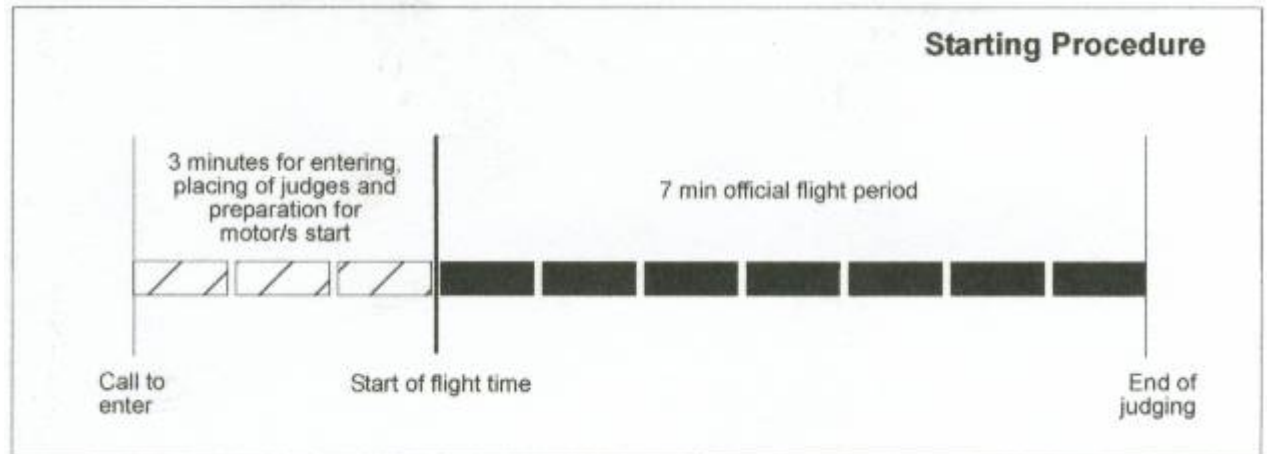 Starting Procedure
3 minutes for entering,
placing of judges and
preparation for
motor/s start
7 min official flight period
Call to
enter
Start of flight time
End of
judging